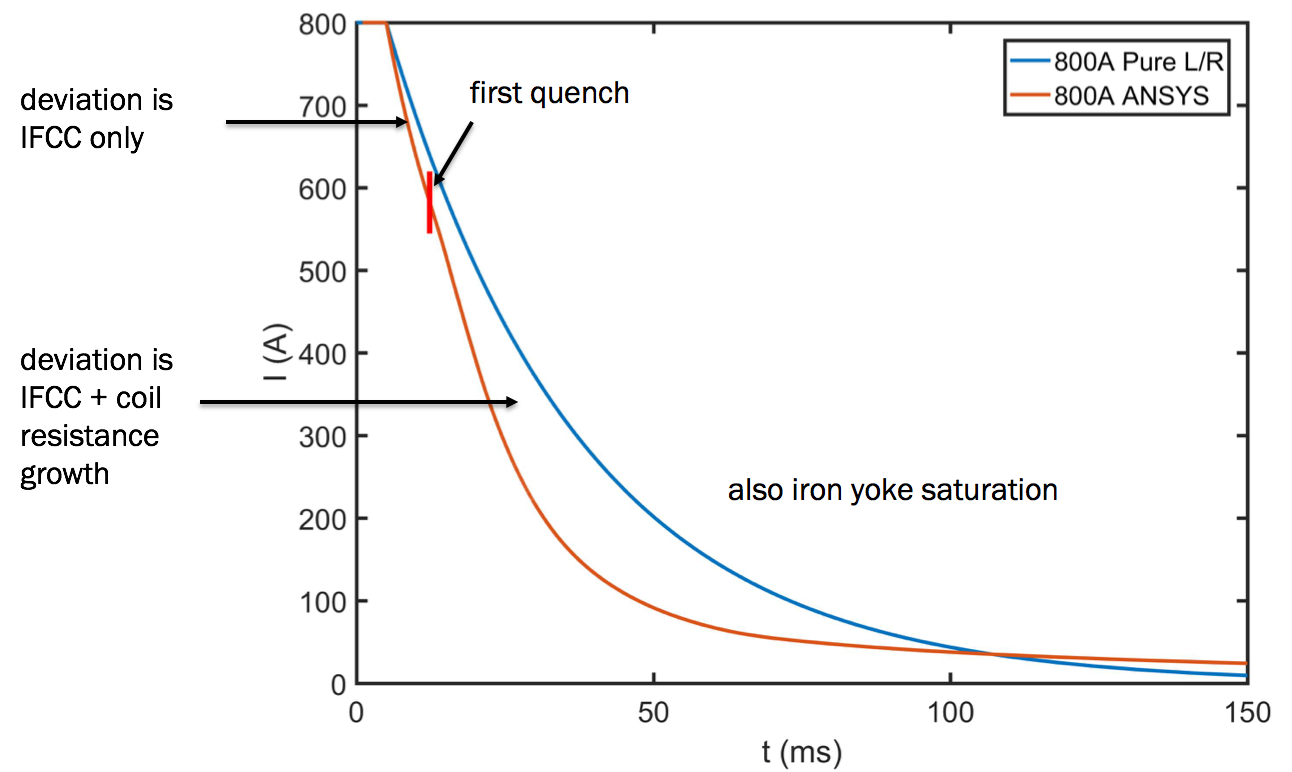 800
700
600
500
400
300
200
100
0
0
50
100
150
I (A)
t (ms)
800A Pure L/R
800A ANSYS
deviation is
IFCC only
first quench
deviation is
IFCC + coil
resistance
growth
also iron yoke saturation